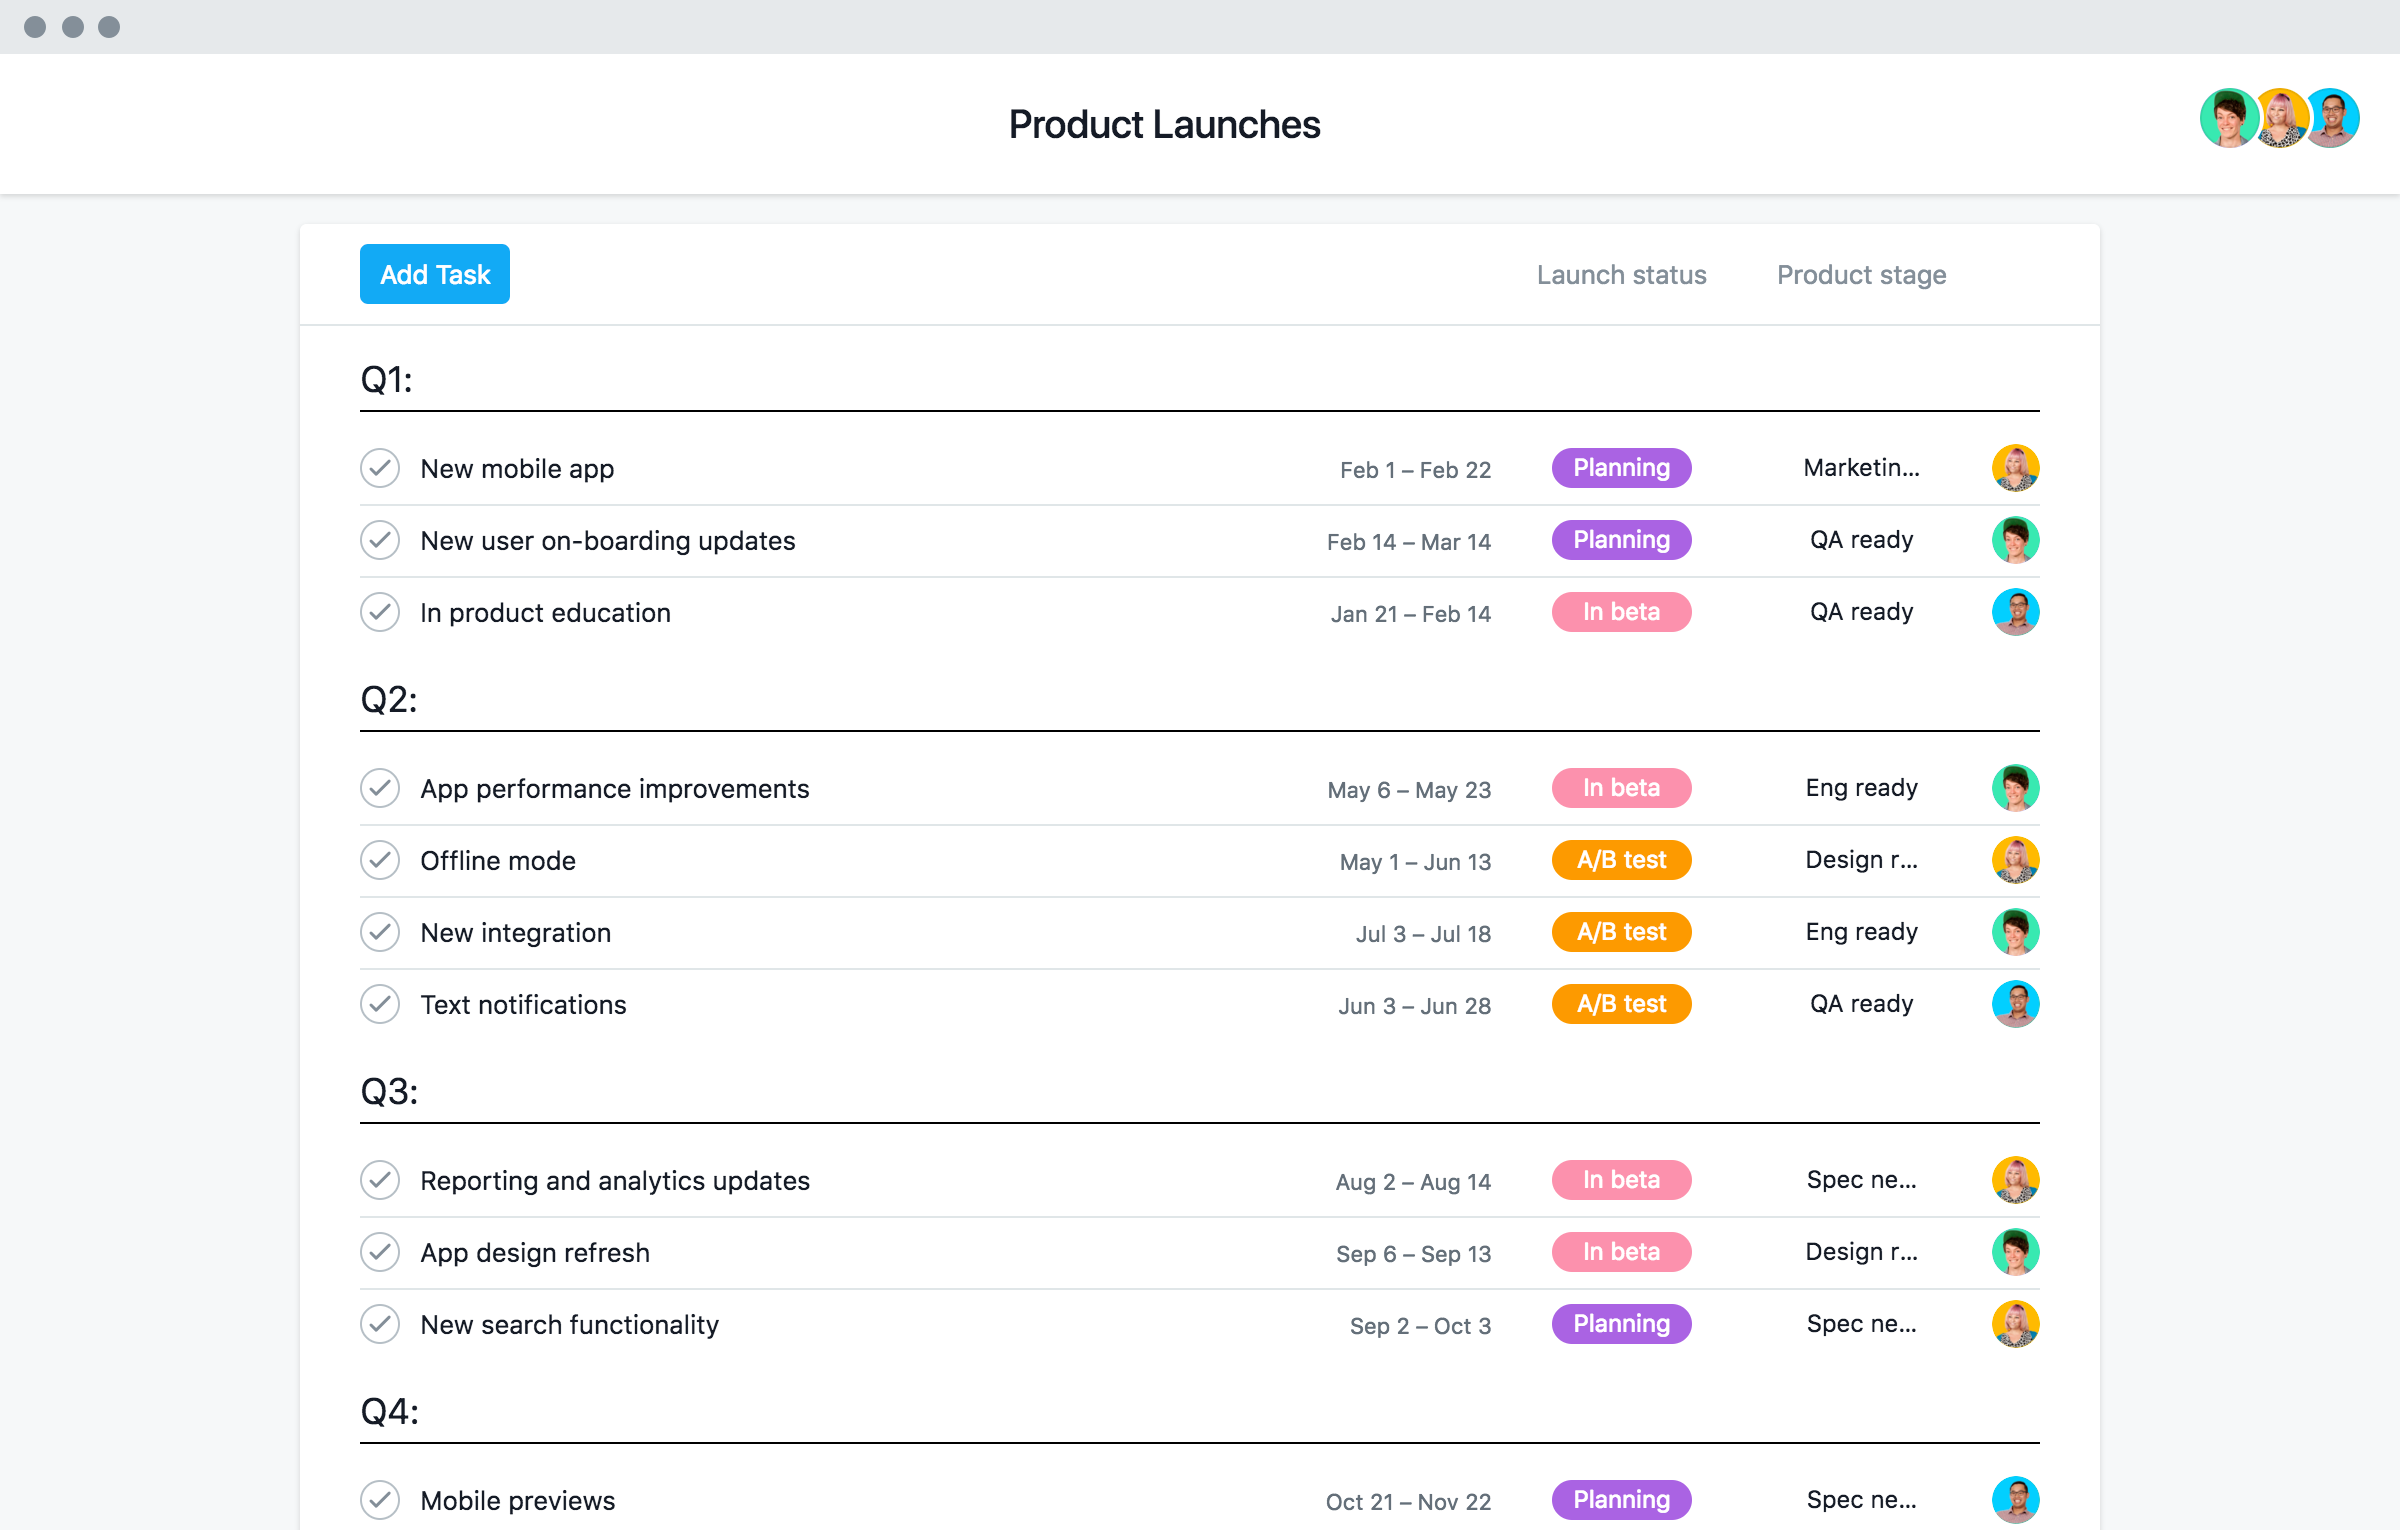 Product Launches
Add Task Launch status Product stage
Q1:
New mobile app Feb 1 – Feb 22 Planning Marketin...
New user on-boarding updates Feb 14 – Mar 14 Planning QA ready
In product education Jan 21 – Feb 14 In beta QA ready
Q2:
App performance improvements May 6 – May 23 In beta Eng ready
Offline mode May 1 – Jun 13 A/B test Design r...
New integration Jul 3 – Jul 18 A/B test Eng ready
Text notifications Jun 3 – Jun 28 A/B test QA ready
Q3:
Reporting and analytics updates Aug 2 – Aug 14 In beta Spec ne...
App design refresh Sep 6 – Sep 13 In beta Design r...
New search functionality Sep 2 – Oct 3 Planning Spec ne...
Q4:
Mobile previews Oct 21 – Nov 22 Planning Spec ne...